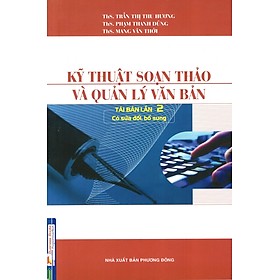 ThS. TRẦN THỊ THU HƯƠNG
ThS. PHẠM THANH DŨNG
ThS. MANG VĂN THỚI
KỸ THUẬT SOẠN THẢO
VÀ QUẢN LÝ VĂN BẢN
TÁI BẢN LẦN 2
Có sửa đổi, bổ sung
NHÀ XUẤT BẢN PHƯƠNG ĐÔNG